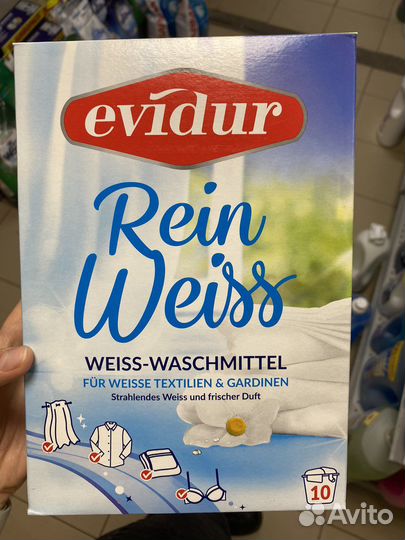 evidur
Rein
Weiss
WEISS-WASCHMITTEL
FÜR WEISSE TEXTILIEN & GARDINEN
Strahlendes Weiss und frischer Duft
10
Avito